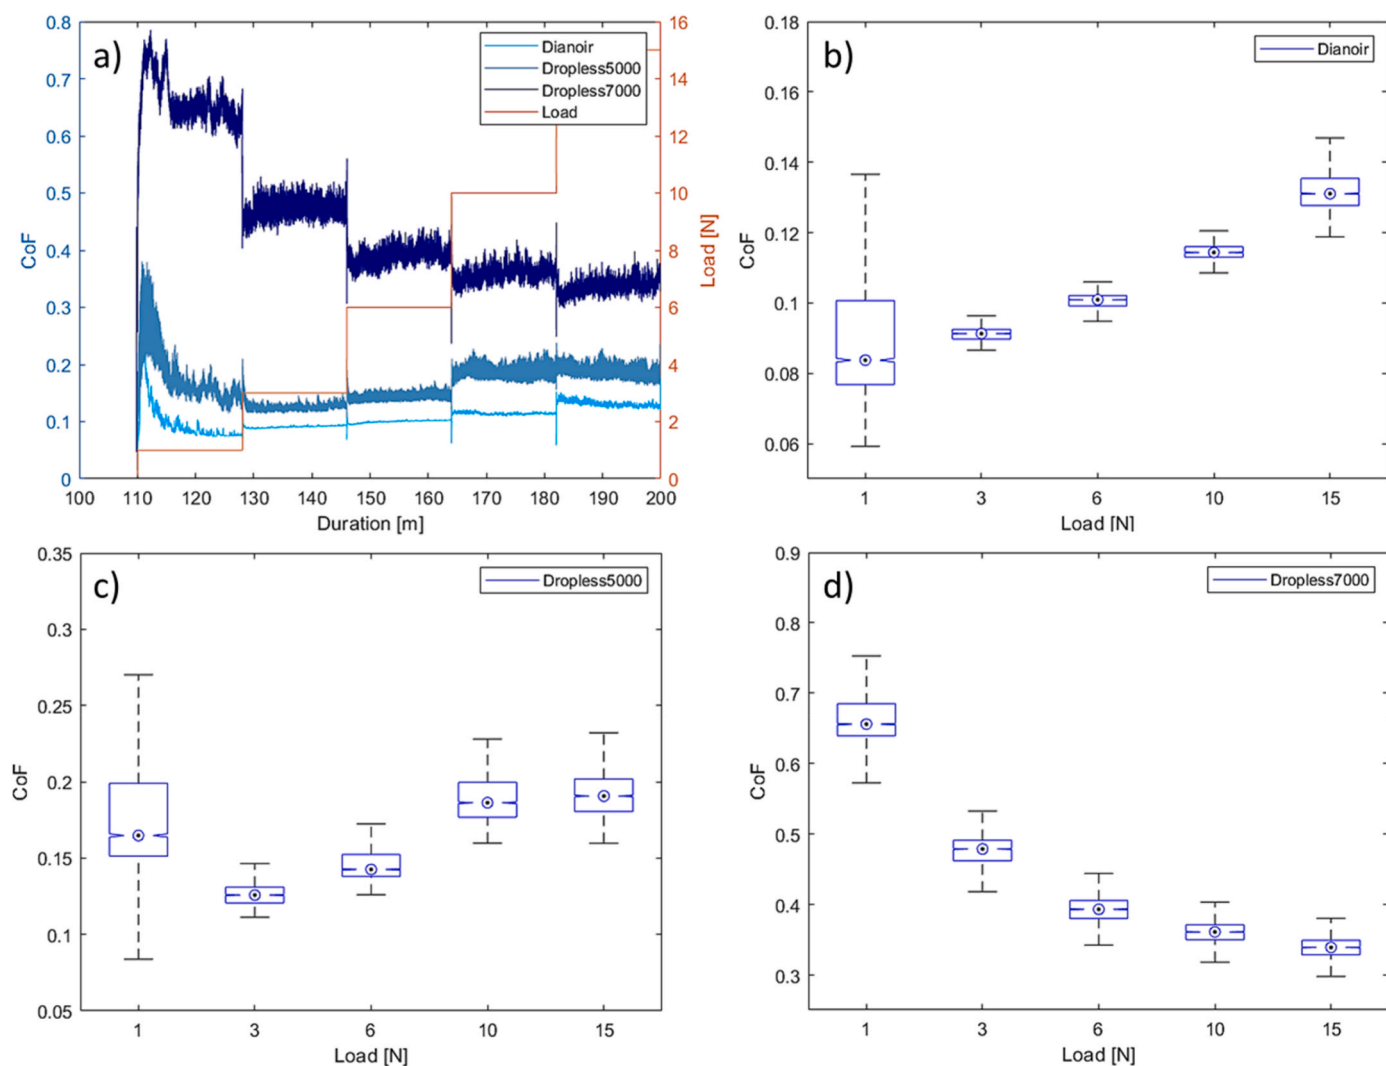 a)
Dianoir
Dropless5000
Dropless7000
Load
0.8
0.7
0.6
0.5
0.4
0.3
0.2
0.1
0
CoF
16
14
12
10
8
6
4
2
0
Load [N]
100 110 120 130 140 150 160 170 180 190 200
Duration [m]
b)
Dianoir
0.18
0.16
0.14
0.12
0.1
0.08
0.06
CoF
1 3 6 10 15
Load [N]
c)
Dropless5000
0.35
0.3
0.25
0.2
0.15
0.1
0.05
CoF
1 3 6 10 15
Load [N]
d)
Dropless7000
0.9
0.8
0.7
0.6
0.5
0.4
0.3
CoF
1 3 6 10 15
Load [N]